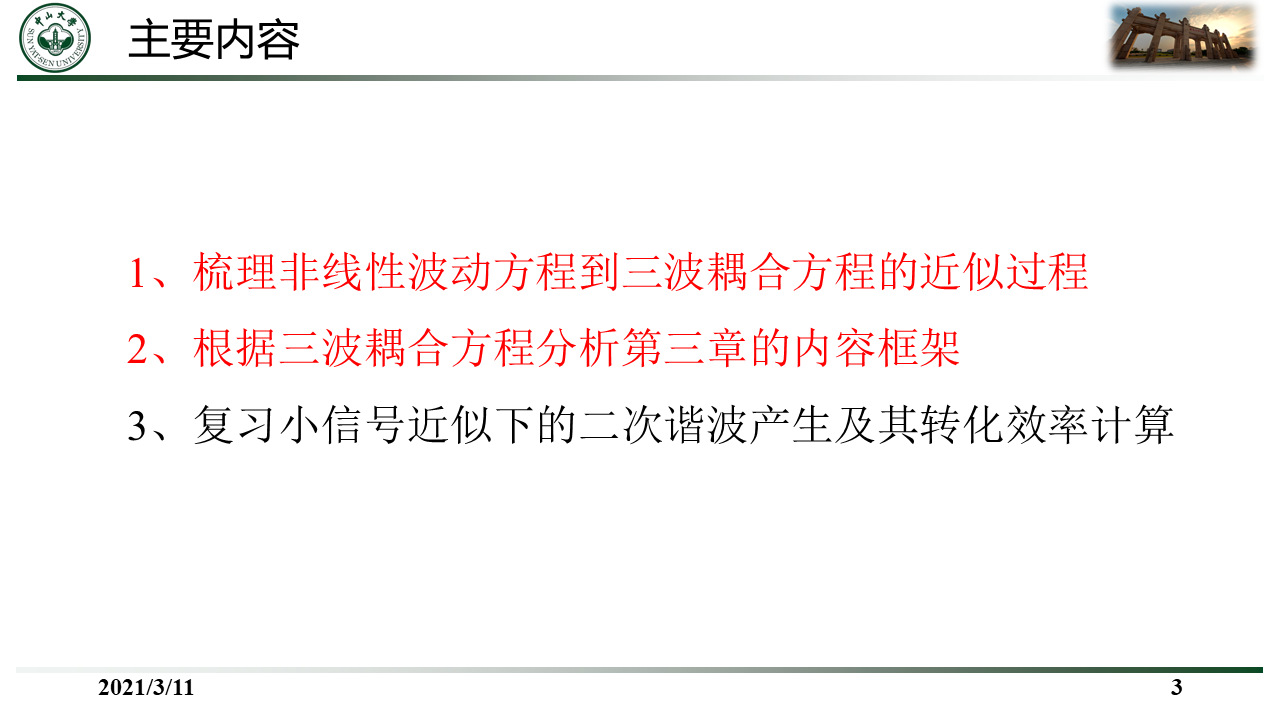 中山大学
SUN YAT-SEN UNIVERSITY
主要内容
1、梳理非线性波动方程到三波耦合方程的近似过程
2、根据三波耦合方程分析第三章的内容框架
3、复习小信号近似下的二次谐波产生及其转化效率计算
2021/3/11
3